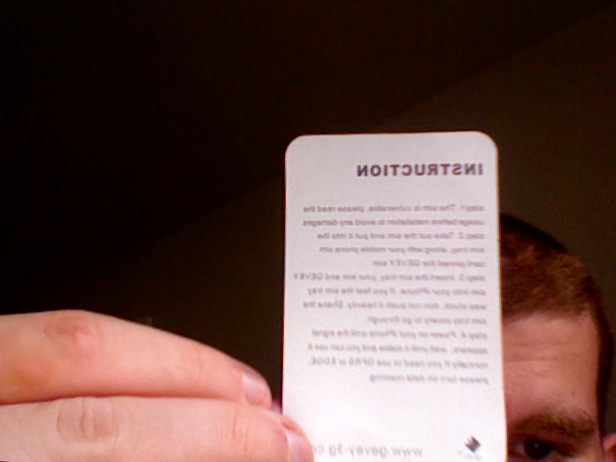 INSTRUCTION
step1. The sim is vulnerable, please, the read
usage before installation to avoid any damages
step 2. Take out the sim and put it into the
sim tray, along with your mobile phone sim
card pinned GEVEY sim
step 3. Insert the sim tray, your sim and GEVEY
sim into your iPhone. If you feel the sim tray
was stuck, don not push it heavily. Shake the
sim tray slowly to go through
step 4. Power on your iPhone until the signal
appears, wait until it stable and you can use it
normally If you need to use GPRS or EDGE,
please turn on data roaming
www.gevey-3g.co